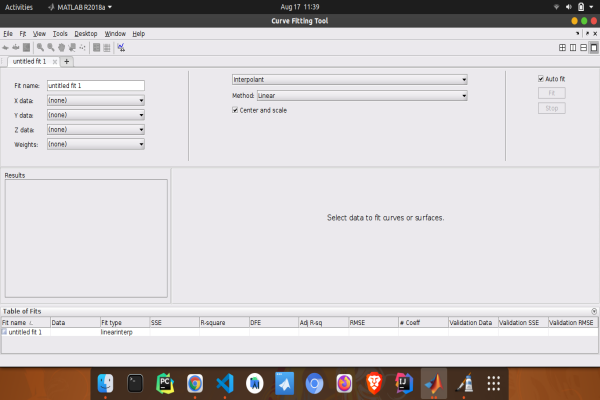 Activities MATLAB R2018a Aug 17 11:39
Curve Fitting Tool
File Fit View Tools Desktop Window Help
untitled fit 1 × +
Fit name: untitled fit 1
X data: (none)
Y data: (none)
Z data: (none)
Weights: (none)
Interpolant
Method: Linear
Center and scale
Auto fit
Fit
Stop
Results
Select data to fit curves or surfaces.
Table of Fits
Fit name Data Fit type SSE R-square DFE Adj R-sq RMSE # Coeff Validation Data Validation SSE Validation RMSE
untitled fit 1 linearinterp
PC
IJ